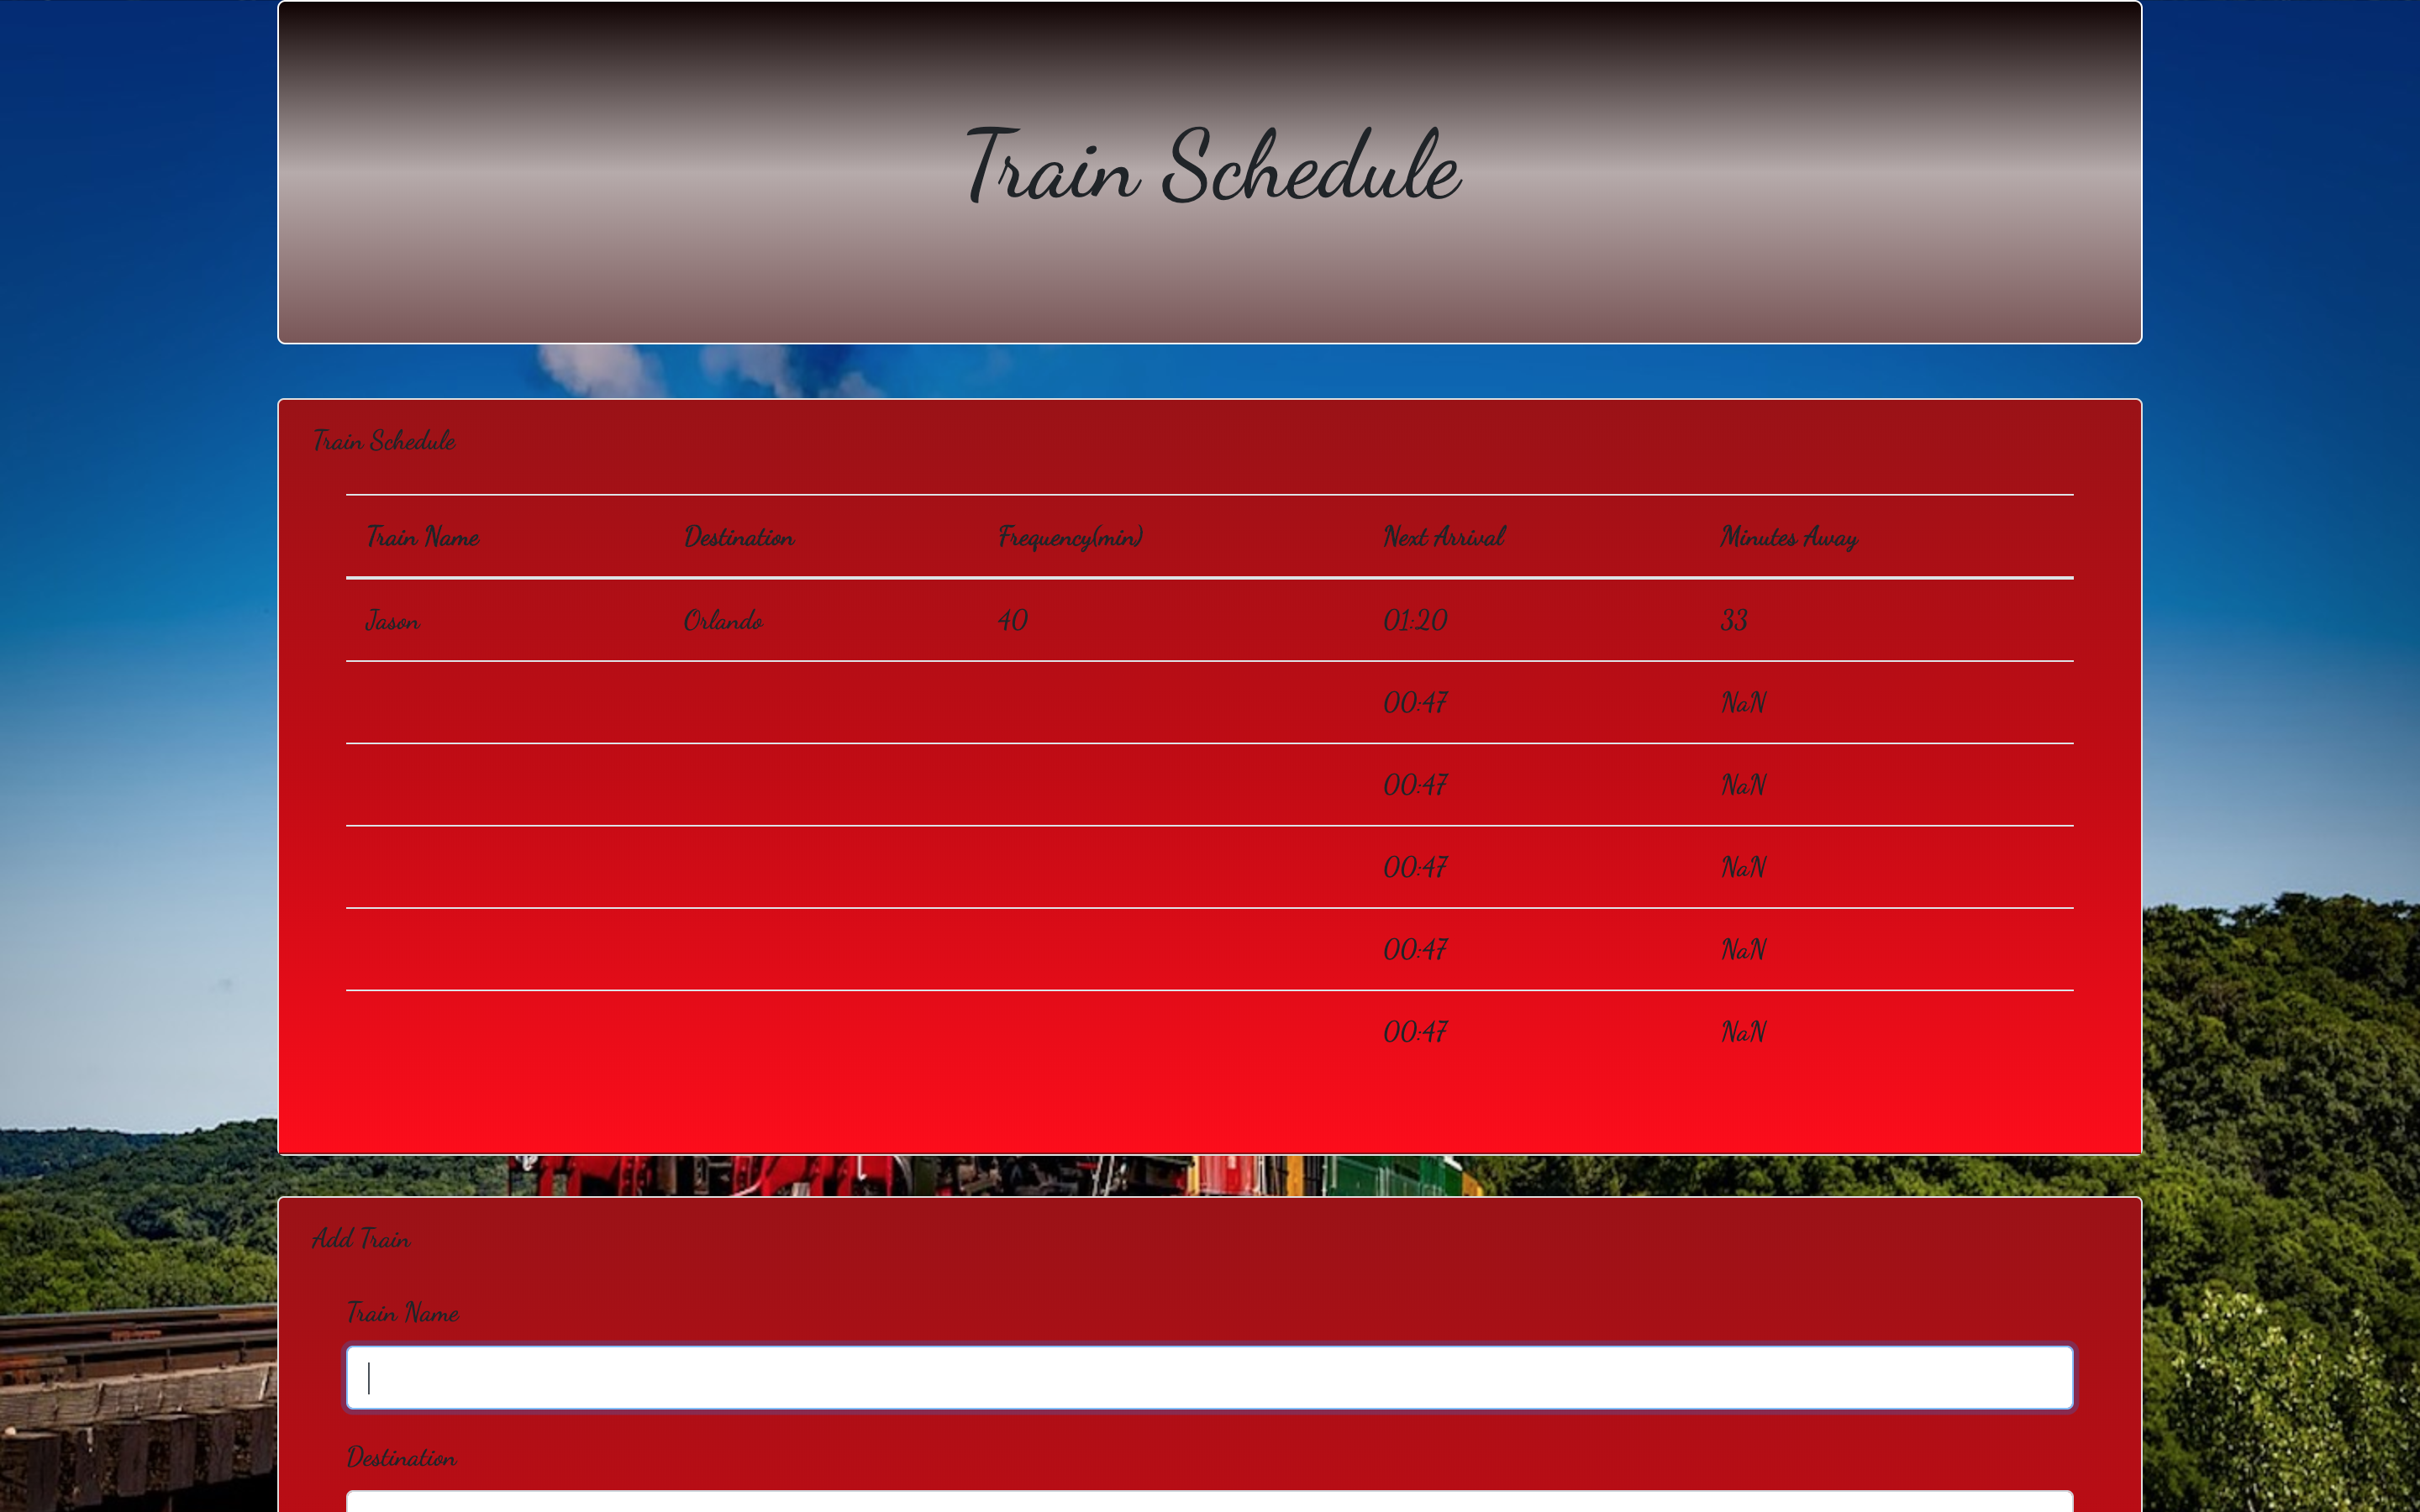 Train Schedule
Train Schedule
Train Name Destination Frequency(min) Next Arrival Minutes Away
Jason Orlando 40 01:20 33
00:47 NaN
00:47 NaN
00:47 NaN
00:47 NaN
00:47 NaN
Add Train
Train Name
Destination